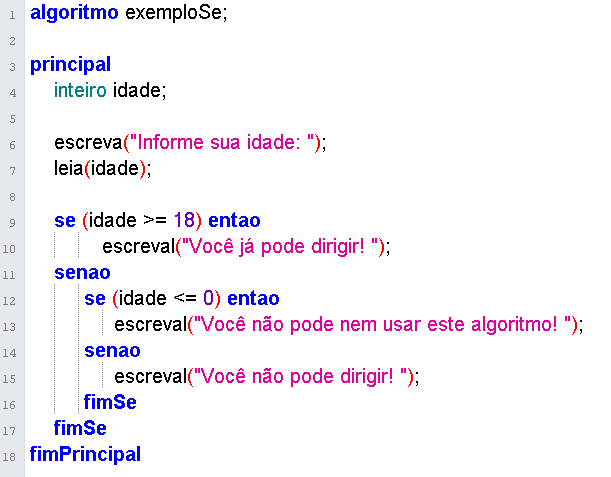 1 algoritmo exemploSe;
2
3 principal
4 inteiro idade;
5
6 escreva("Informe sua idade: ");
7 leia(idade);
8
9 se (idade >= 18) entao
10 escreval("Você já pode dirigir! ");
11 senao
12 se (idade <= 0) entao
13 escreval("Você não pode nem usar este algoritmo! ");
14 senao
15 escreval("Você não pode dirigir! ");
16 fimSe
17 fimSe
18 fimPrincipal